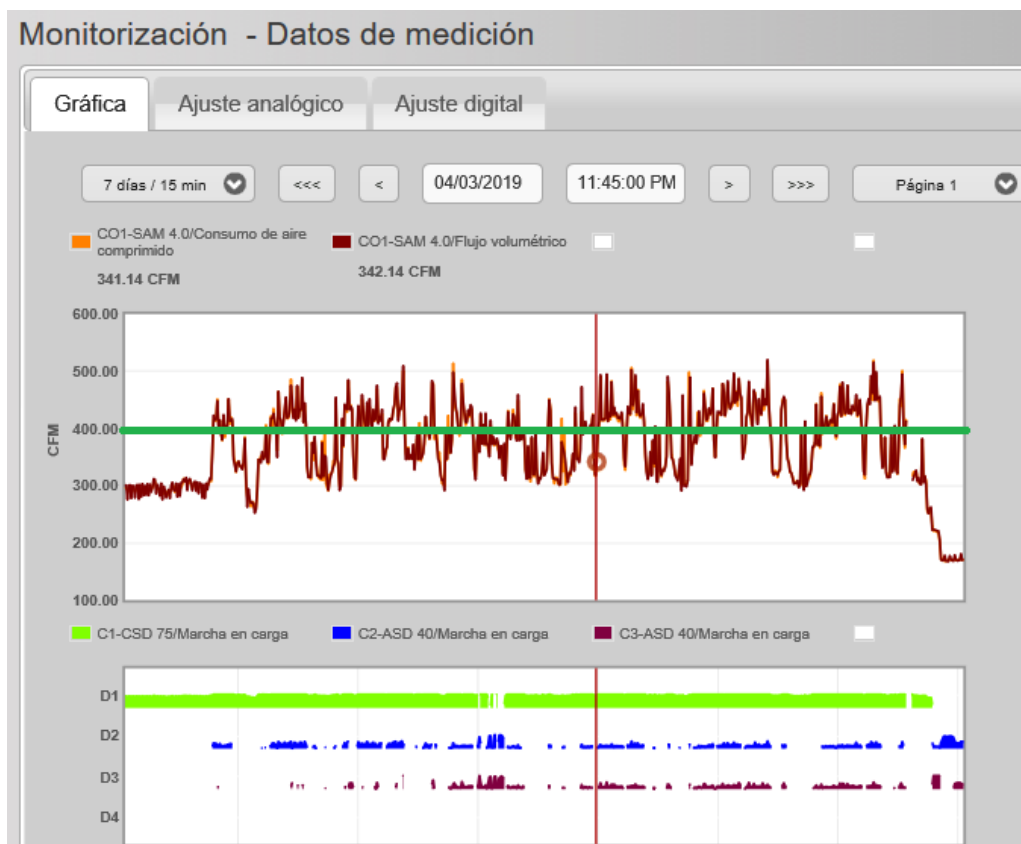 Monitorización - Datos de medición
Gráfica Ajuste analógico Ajuste digital
7 días / 15 min <<< < 04/03/2019 11:45:00 PM > >>> Página 1
CO1-SAM 4.0/Consumo de aire
comprimido
341.14 CFM
CO1-SAM 4.0/Flujo volumétrico
342.14 CFM
600.00
500.00
400.00
CFM
300.00
200.00
100.00
C1-CSD 75/Marcha en carga C2-ASD 40/Marcha en carga C3-ASD 40/Marcha en carga
D1
D2
D3
D4